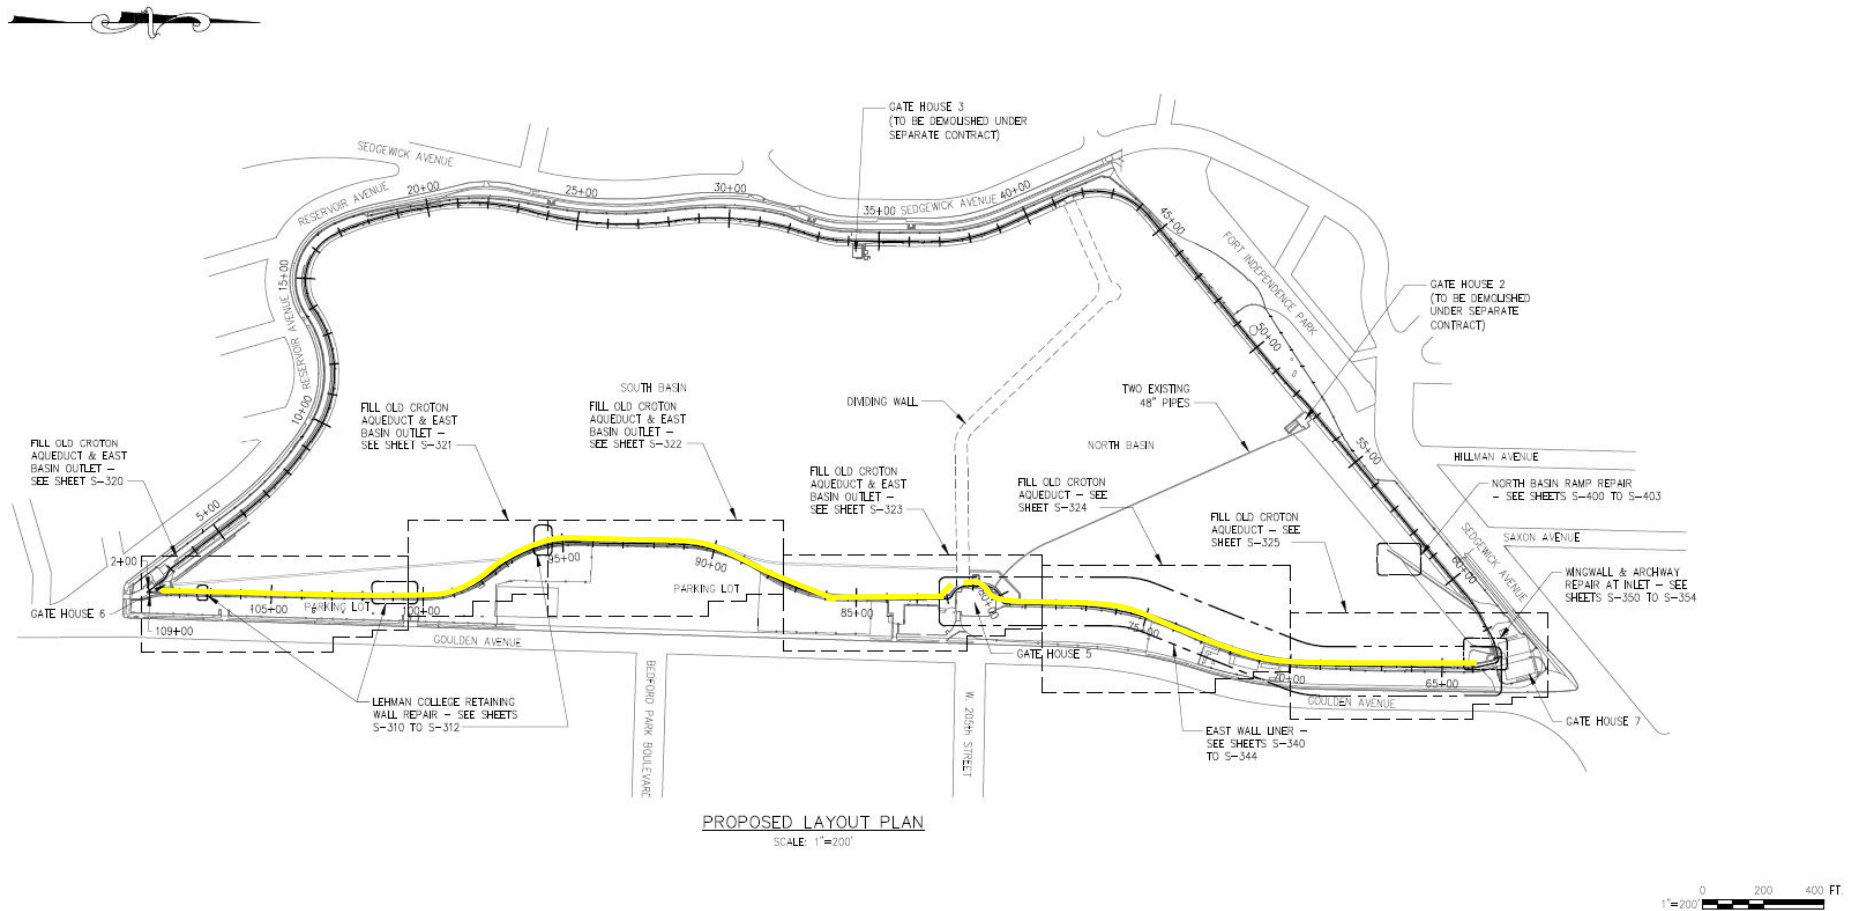 GATE HOUSE 3
(TO BE DEMOLISHED UNDER
SEPARATE CONTRACT)
SEDGEWICK AVENUE
RESERVOIR AVENUE
20+00
25+00
30+00
35+00
SEDGEWICK AVENUE
40+00
45+00
FORT INDEPENDENCE PARK
15+00
RESERVOIR AVENUE
10+00
50+00
GATE HOUSE 2
(TO BE DEMOLISHED
UNDER SEPARATE
CONTRACT)
SOUTH BASIN
DIVIDING WALL
TWO EXISTING
48" PIPES
NORTH BASIN
55+00
HILLMAN AVENUE
FILL OLD CROTON
AQUEDUCT & EAST
BASIN OUTLET –
SEE SHEET S–320
FILL OLD CROTON
AQUEDUCT & EAST
BASIN OUTLET –
SEE SHEET S–321
FILL OLD CROTON
AQUEDUCT & EAST
BASIN OUTLET –
SEE SHEET S–322
FILL OLD CROTON
AQUEDUCT & EAST
BASIN OUTLET –
SEE SHEET S–323
FILL OLD CROTON
AQUEDUCT – SEE
SHEET S–324
FILL OLD CROTON
AQUEDUCT – SEE
SHEET S–325
NORTH BASIN RAMP REPAIR
– SEE SHEETS S–400 TO S–403
SEDGEWICK AVENUE
SAXON AVENUE
WINGWALL & ARCHWAY
REPAIR AT INLET – SEE
SHEETS S–350 TO S–354
5+00
2+00
60+00
GATE HOUSE 6
109+00
105+00
PARKING LOT
100+00
95+00
90+00
PARKING LOT
85+00
80+00
75+00
70+00
65+00
GOULDEN AVENUE
GATE HOUSE 5
GOULDEN AVENUE
GATE HOUSE 7
LEHMAN COLLEGE RETAINING
WALL REPAIR – SEE SHEETS
S–310 TO S–312
BEDFORD PARK BOULEVARD
W. 205th STREET
EAST WALL LINER –
SEE SHEETS S–340
TO S–344
PROPOSED LAYOUT PLAN
SCALE: 1"=200'
0 200 400 FT.
1"=200'